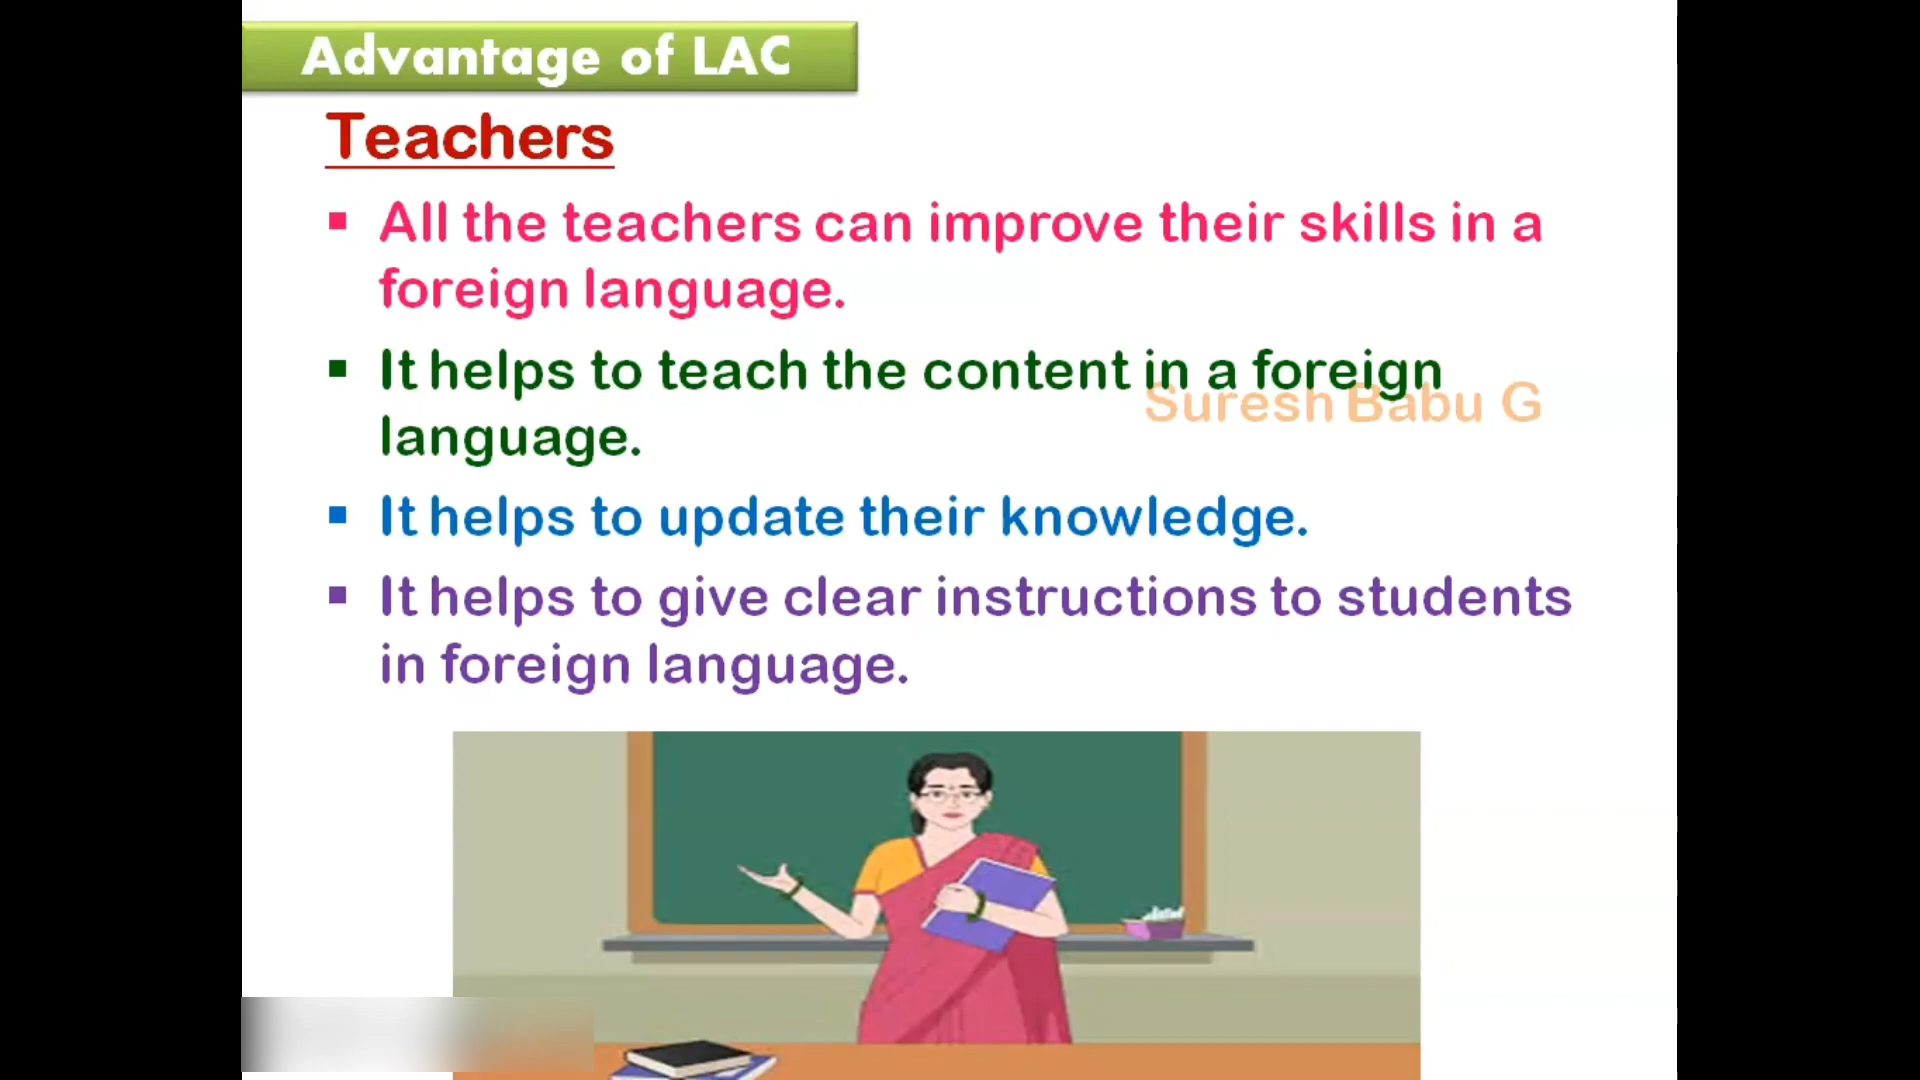 Advantage of LAC
Teachers
▪ All the teachers can improve their skills in a
foreign language.
▪ It helps to teach the content in a foreign
Suresh Babu G
language.
▪ It helps to update their knowledge.
▪ It helps to give clear instructions to students
in foreign language.